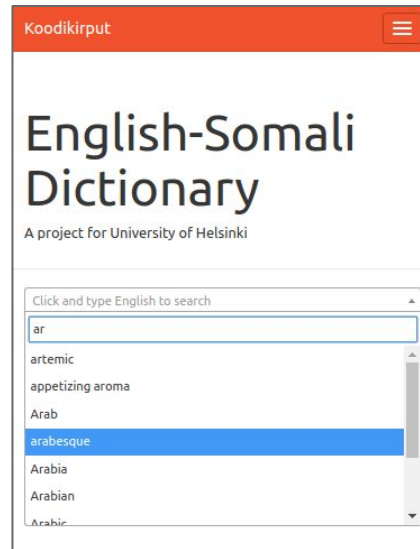 Koodikirput
English-Somali
Dictionary
A project for University of Helsinki
Click and type English to search
ar
artemic
appetizing aroma
Arab
arabesque
Arabia
Arabian
Arabic